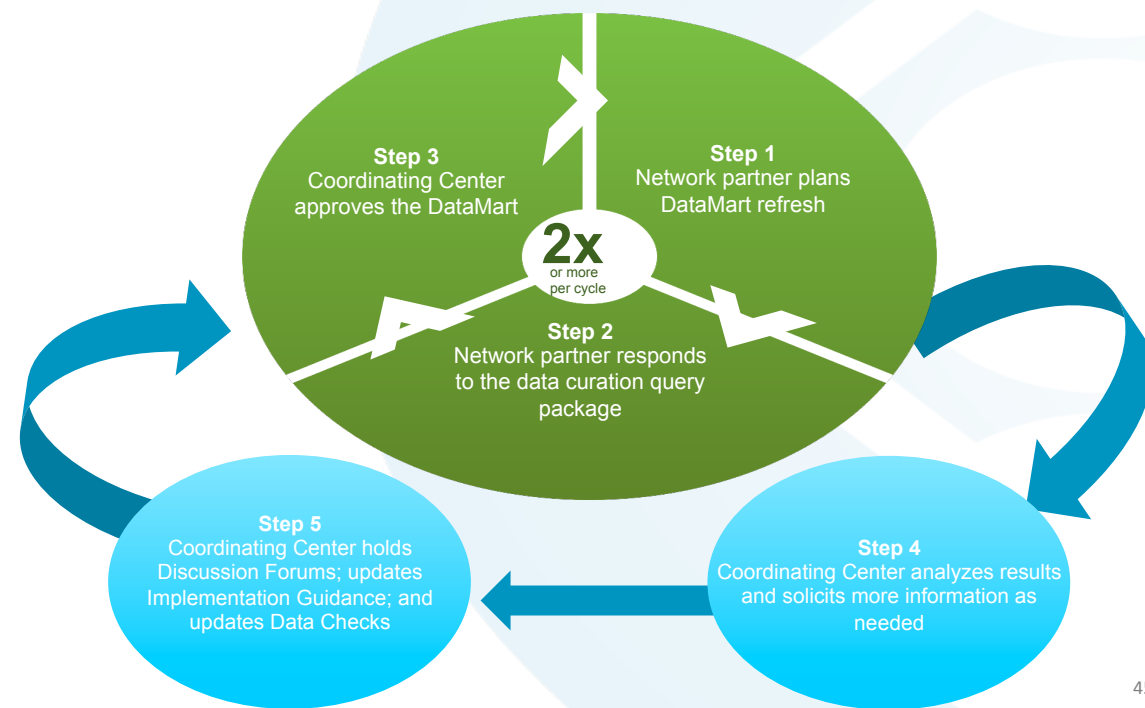 Step 1
Network partner plans
DataMart refresh
Step 2
Network partner responds
to the data curation query
package
Step 3
Coordinating Center
approves the DataMart
2x
or more
per cycle
Step 4
Coordinating Center analyzes results
and solicits more information as
needed
Step 5
Coordinating Center holds
Discussion Forums; updates
Implementation Guidance; and
updates Data Checks